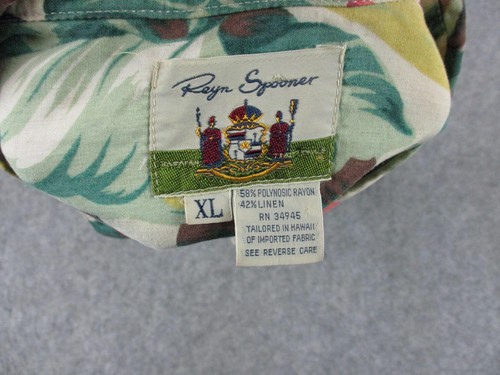 Reyn Spooner
XL
58% POLYNOSIC RAYON
42% LINEN
RN 34945
TAILORED IN HAWAII
OF IMPORTED FABRIC
SEE REVERSE CARE